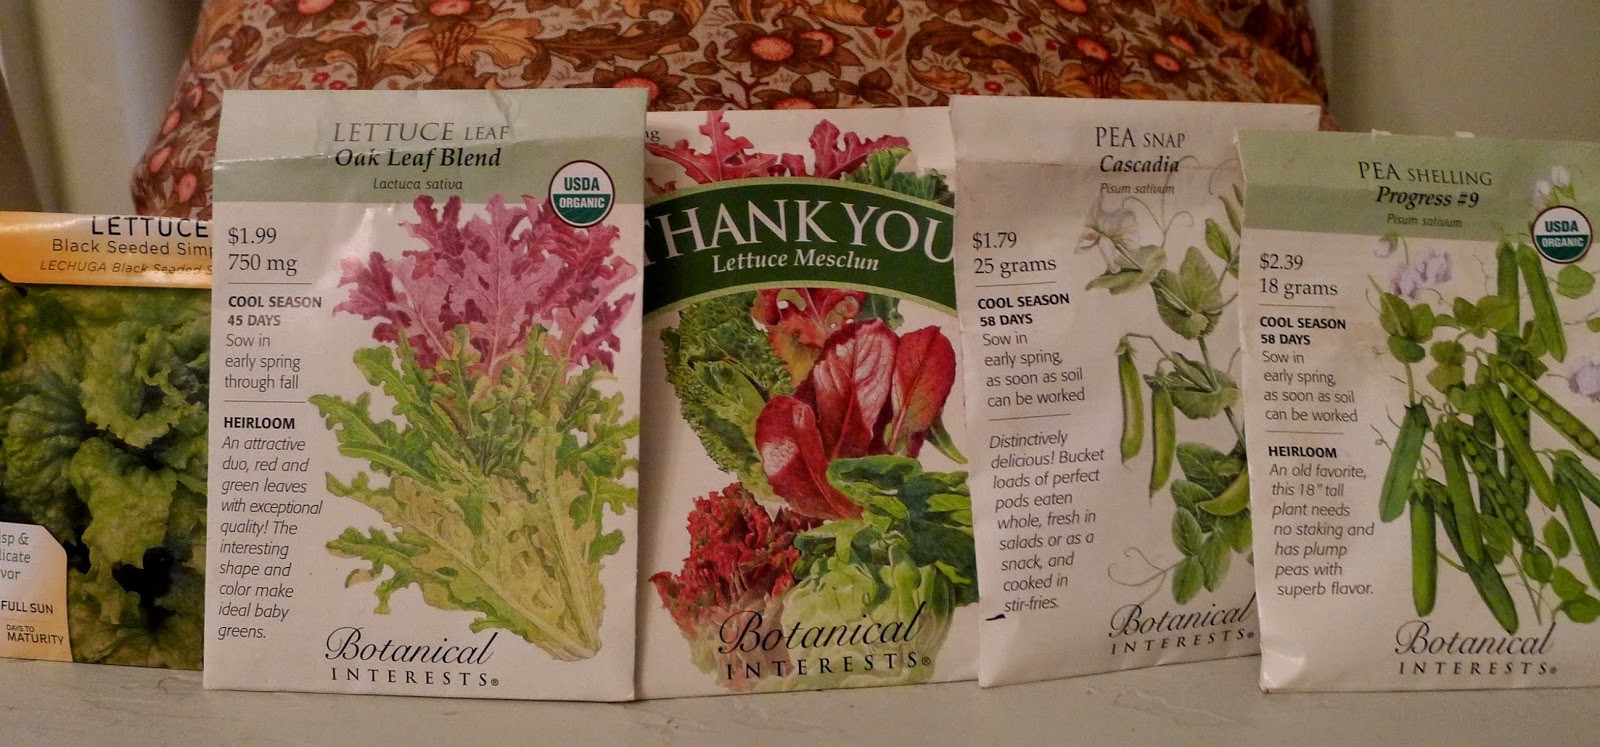 LETTUCE
Black Seeded
LECHUGA Black Seeded
FULL SUN
DAYS TO
MATURITY
LETTUCE LEAF
Oak Leaf Blend
Lactuca sativa
USDA
ORGANIC
$1.99
750 mg
COOL SEASON
45 DAYS
Sow in
early spring
through fall
HEIRLOOM
An attractive
duo, red and
green leaves
with exceptional
quality! The
interesting
shape and
color make
ideal baby
greens.
Botanical
INTERESTS®
THANK YOU
Lettuce Mesclun
Botanical
INTERESTS®
PEA SNAP
Cascadia
Pisum sativum
$1.79
25 grams
COOL SEASON
58 DAYS
Sow in
early spring,
as soon as soil
can be worked
Distinctively
delicious! Bucket
loads of perfect
pods eaten
whole, fresh in
salads or as a
snack, and
cooked in
stir-fries.
Botanical
INTERESTS®
PEA SHELLING
Progress #9
Pisum sativum
USDA
ORGANIC
$2.39
18 grams
COOL SEASON
58 DAYS
Sow in
early spring,
as soon as soil
can be worked
HEIRLOOM
An old favorite,
this 18" tall
plant needs
no staking and
has plump
peas with
superb flavor.
Botanical
INTERESTS®